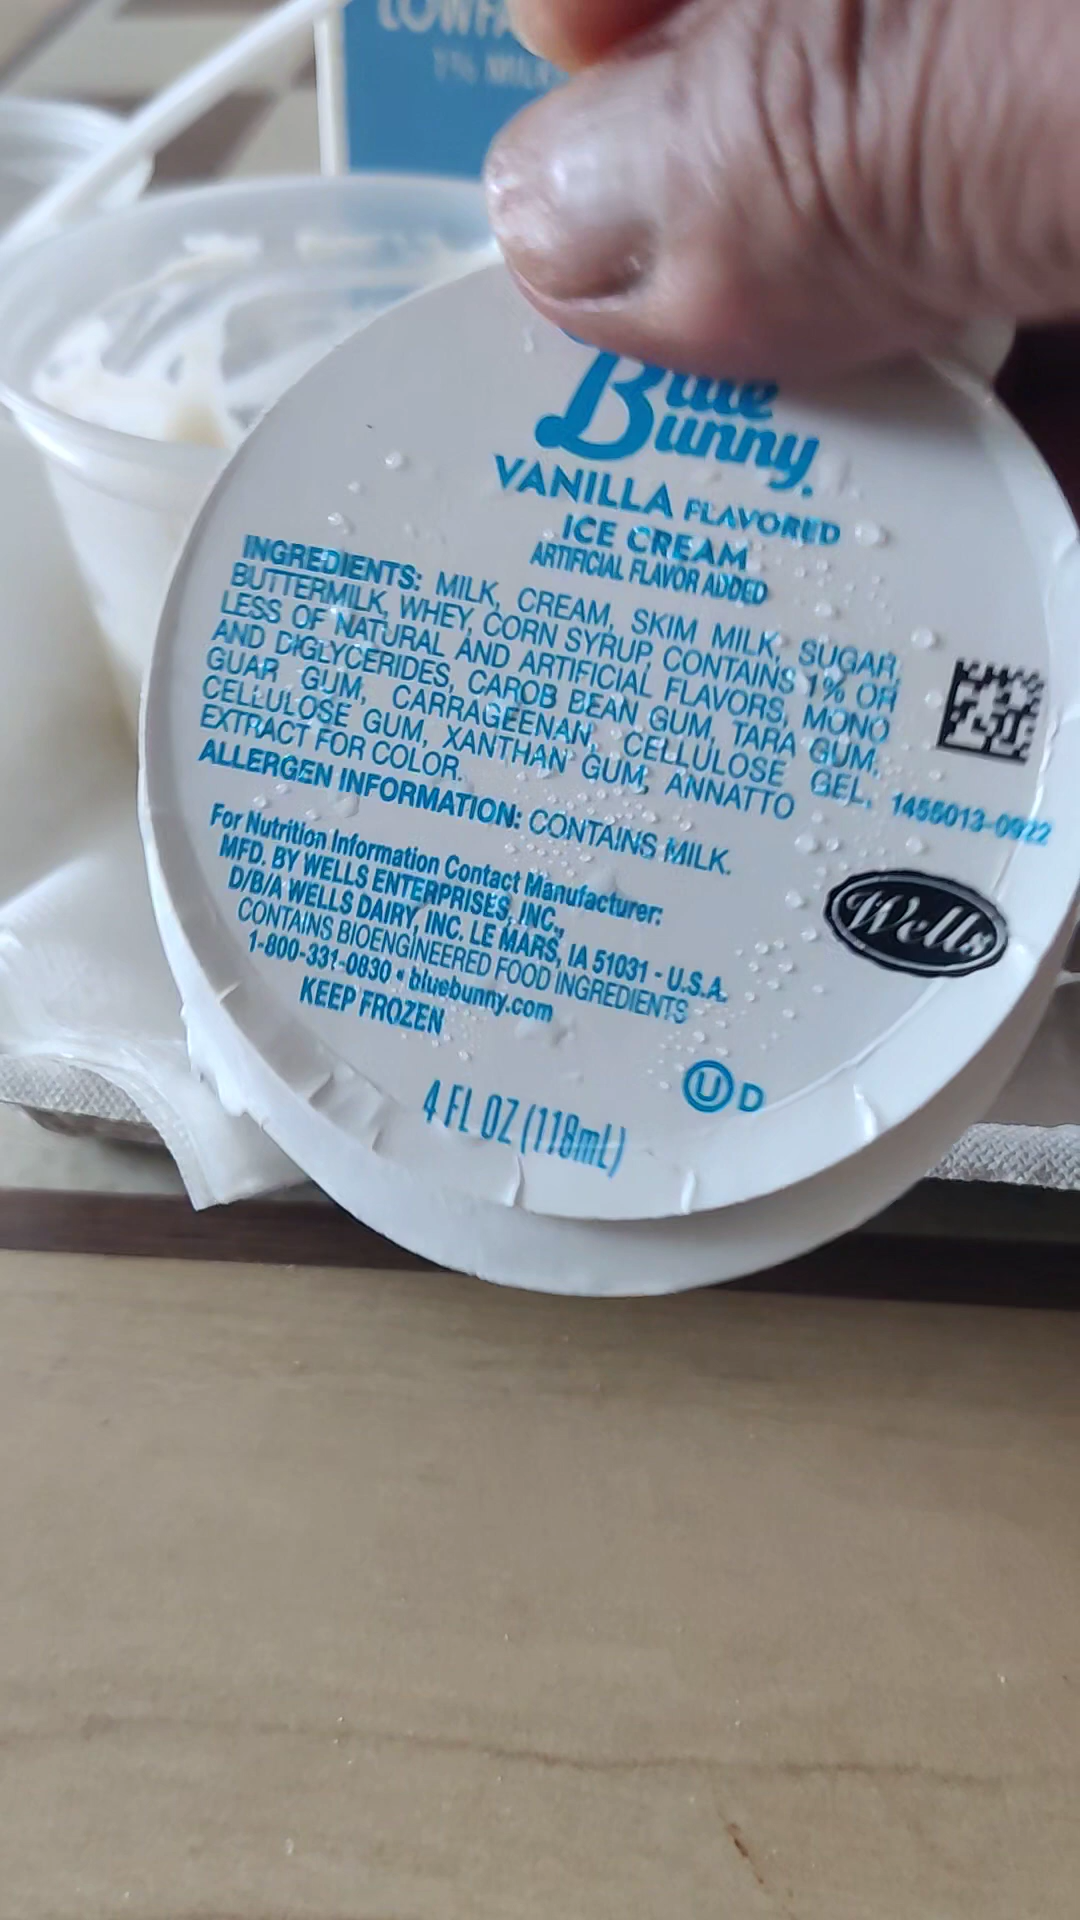 LOWFA
1% MILK
Blue
Bunny.
VANILLA FLAVORED
ICE CREAM
ARTIFICIAL FLAVOR ADDED
INGREDIENTS: MILK, CREAM, SKIM MILK, SUGAR,
BUTTERMILK, WHEY, CORN SYRUP, CONTAINS 1% OR
LESS OF NATURAL AND ARTIFICIAL FLAVORS, MONO
AND DIGLYCERIDES, CAROB BEAN GUM, TARA GUM,
GUAR GUM, CARRAGEENAN, CELLULOSE GEL,
CELLULOSE GUM, XANTHAN GUM, ANNATTO
EXTRACT FOR COLOR.
ALLERGEN INFORMATION: CONTAINS MILK.
1455013-0922
For Nutrition Information Contact Manufacturer:
MFD. BY WELLS ENTERPRISES, INC.,
D/B/A WELLS DAIRY, INC. LE MARS, IA 51031 - U.S.A.
CONTAINS BIOENGINEERED FOOD INGREDIENTS
1-800-331-0830 • bluebunny.com
KEEP FROZEN
Wells
U D
4 FL OZ (118mL)